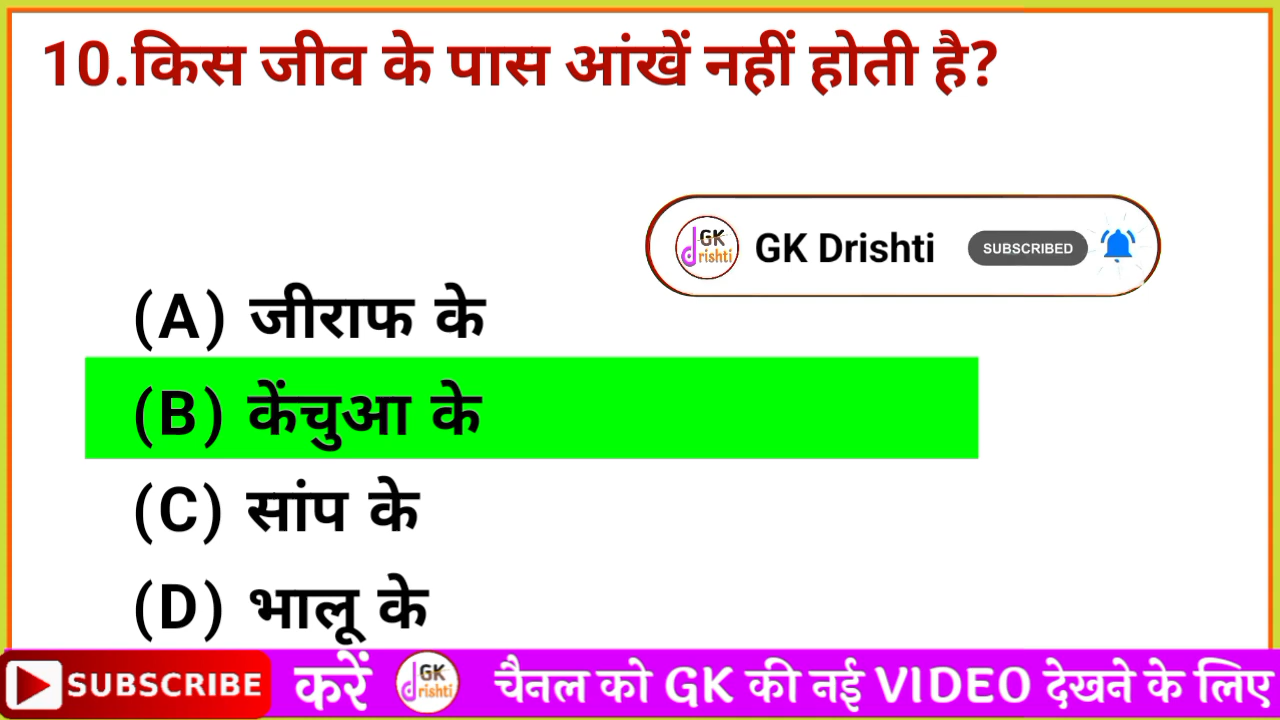 10.किस जीव के पास आंखें नहीं होती है?
GK Drishti GK Drishti SUBSCRIBED
(A) जीराफ के
(B) केंचुआ के
(C) सांप के
(D) भालू के
SUBSCRIBE करें GK Drishti चैनल को GK की नई VIDEO देखने के लिए